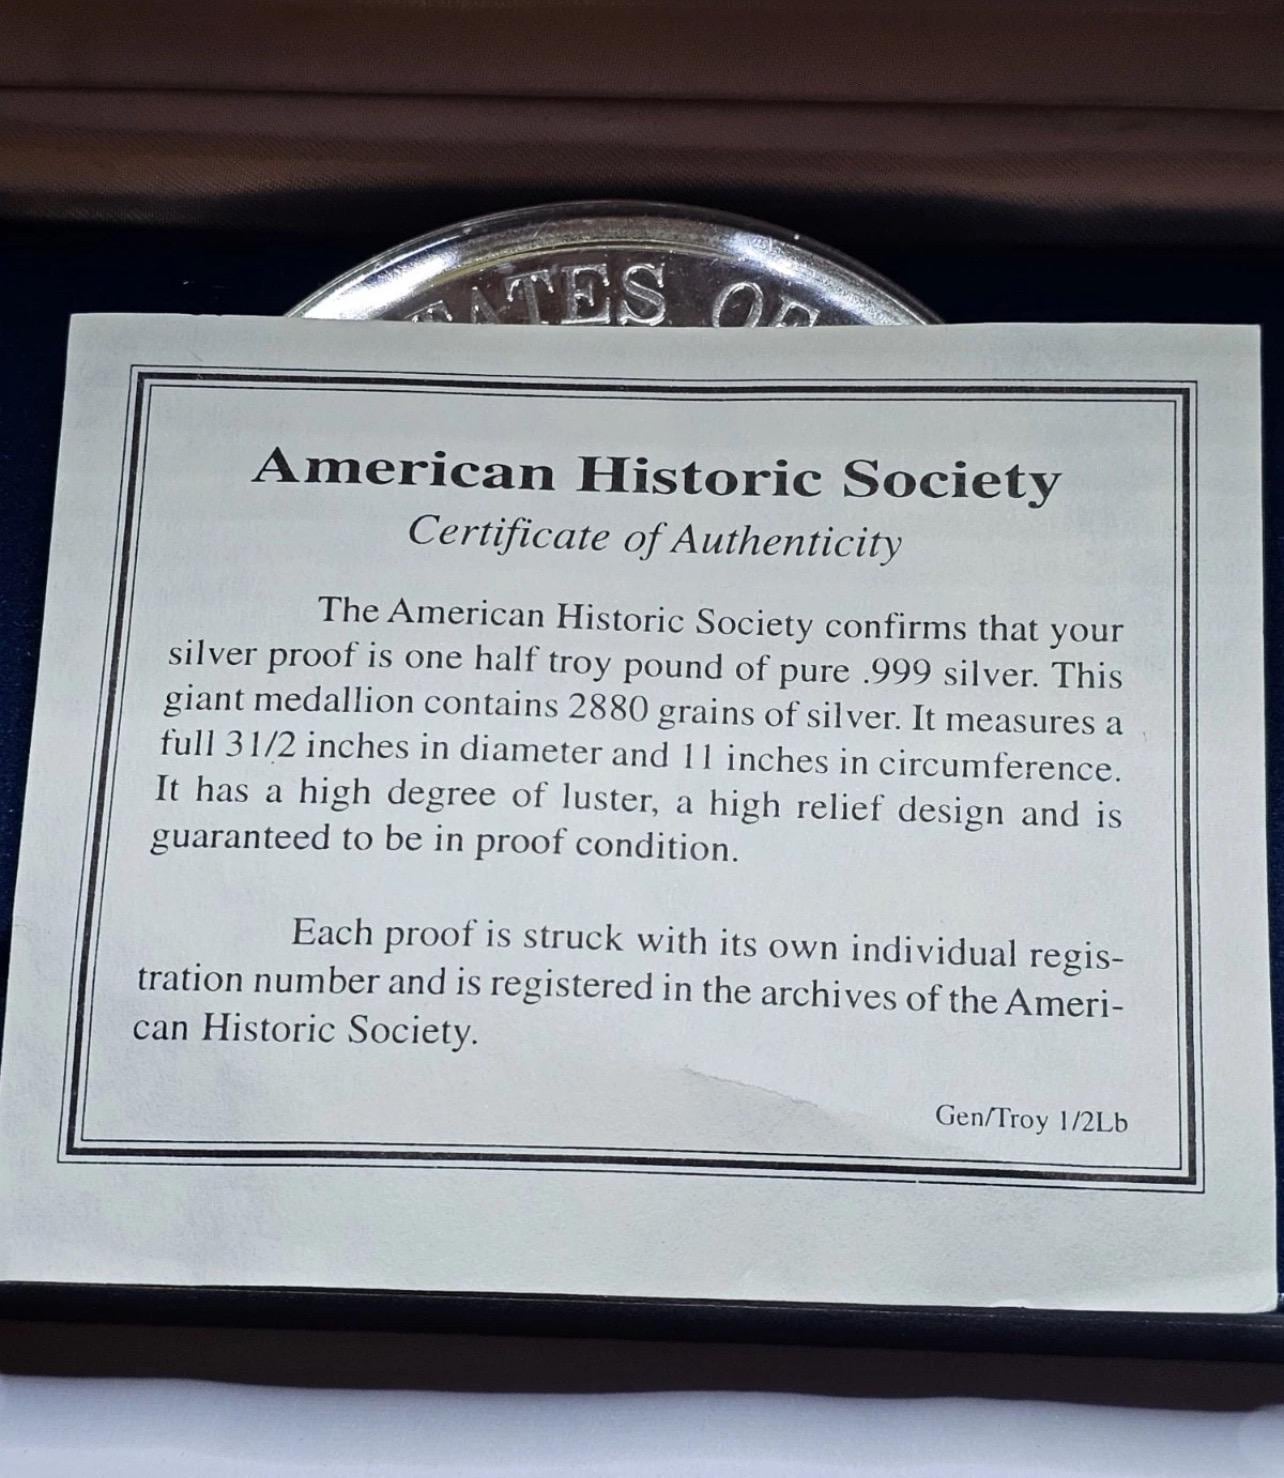 TATES OF
American Historic Society
Certificate of Authenticity
The American Historic Society confirms that your
silver proof is one half troy pound of pure .999 silver. This
giant medallion contains 2880 grains of silver. It measures a
full 3 1/2 inches in diameter and 11 inches in circumference.
It has a high degree of luster, a high relief design and is
guaranteed to be in proof condition.
Each proof is struck with its own individual regis-
tration number and is registered in the archives of the Ameri-
can Historic Society.
Gen/Troy 1/2Lb